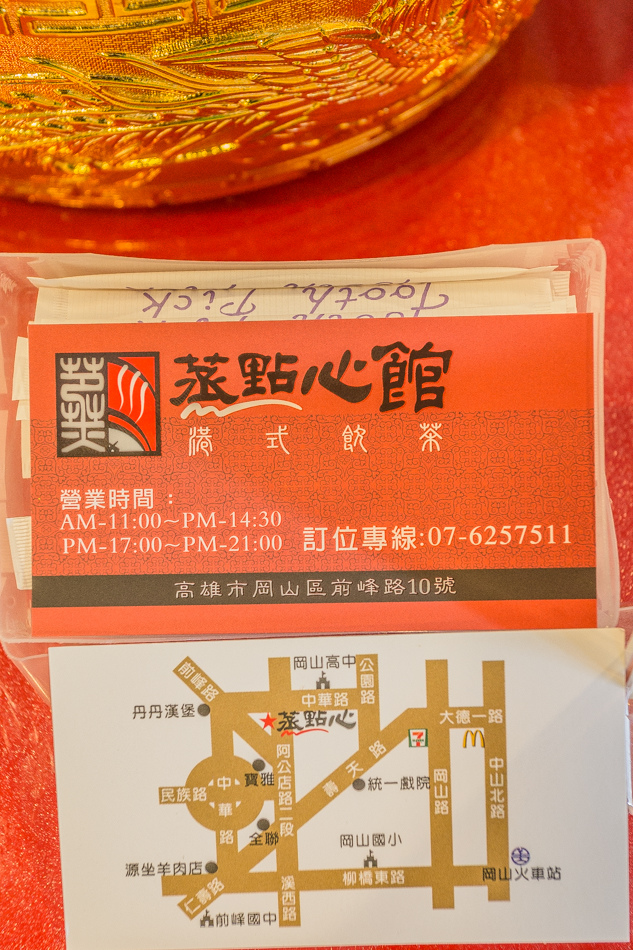 Tooth Pick
Tooth Pick
蒸點心館
港式飲茶
營業時間：
AM-11:00~PM-14:30
PM-17:00~PM-21:00
訂位專線:07-6257511
高雄市岡山區前峰路10號
前峰路
岡山高中
公園路
中華路
丹丹漢堡
★蒸點心
大德一路
7-ELEVEN
阿公店路二段
壽天路
寶雅
統一戲院
岡山路
中山北路
民族路
中華路
全聯
岡山國小
源坐羊肉店
柳橋東路
岡山火車站
仁壽路
溪西路
前峰國中